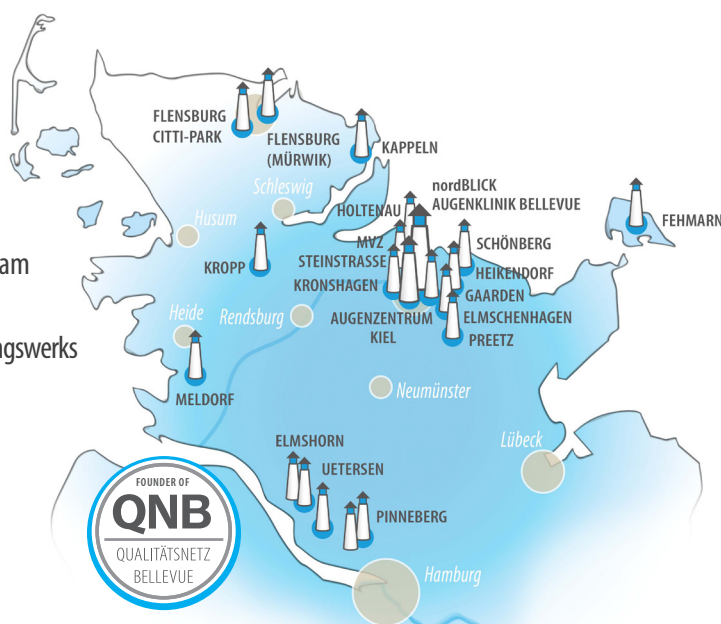 FLENSBURG
CITTI-PARK
FLENSBURG
(MÜRWIK)
KAPPELN
Schleswig
nordBLICK
AUGENKLINIK BELLEVUE
HOLTENAU
Husum
FEHMARN
MVZ
STEINSTRASSE
SCHÖNBERG
am
KROPP
HEIKENDORF
KRONSHAGEN
GAARDEN
Heide
Rendsburg
AUGENZENTRUM
KIEL
ELMSCHENHAGEN
PREETZ
ngswerks
MELDORF
Neumünster
ELMSHORN
Lübeck
UETERSEN
PINNEBERG
FOUNDER OF
QNB
QUALITÄTSNETZ
BELLEVUE
Hamburg